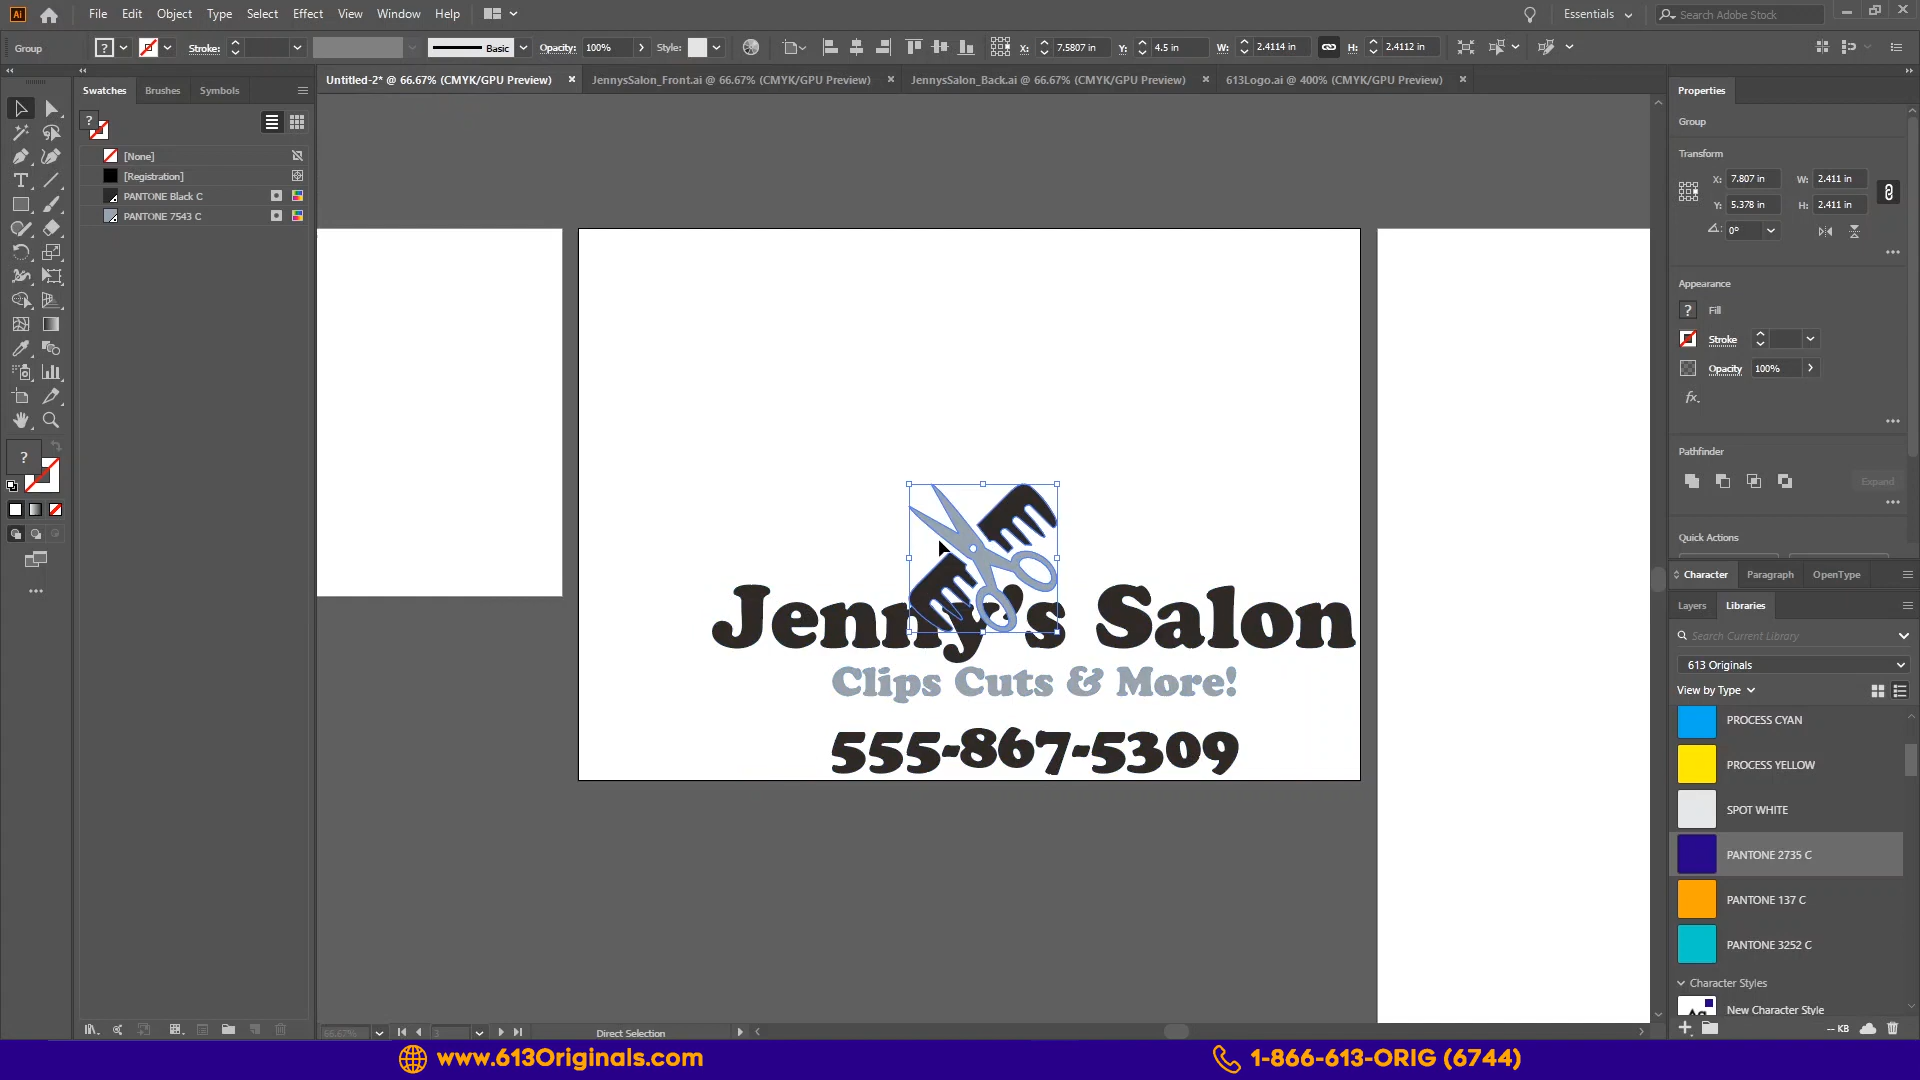 Ai File Edit Object Type Select Effect View Window Help Essentials Search Adobe Stock
Group ? Stroke: Basic Opacity: 100% Style: X: 7.5807 in Y: 4.5 in W: 2.4114 in H: 2.4112 in
Untitled-2* @ 66.67% (CMYK/GPU Preview) JennysSalon_Front.ai @ 66.67% (CMYK/GPU Preview) JennysSalon_Back.ai @ 66.67% (CMYK/GPU Preview) 613Logo.ai @ 400% (CMYK/GPU Preview)
Swatches Brushes Symbols
?
[None]
[Registration]
PANTONE Black C
PANTONE 7543 C
?
Jenny's Salon
Clips Cuts & More!
555-867-5309
66.67% 3 Direct Selection
Properties
Group
Transform
X: 7.807 in W: 2.411 in
Y: 5.378 in H: 2.411 in
0°
Appearance
? Fill
Stroke
Opacity 100%
fx.
Pathfinder
Expand
Quick Actions
Character Paragraph OpenType
Layers Libraries
Search Current Library
613 Originals
View by Type
PROCESS CYAN
PROCESS YELLOW
SPOT WHITE
PANTONE 2735 C
PANTONE 137 C
PANTONE 3252 C
Character Styles
New Character Style
-- KB
www.613Originals.com 1-866-613-ORIG (6744)